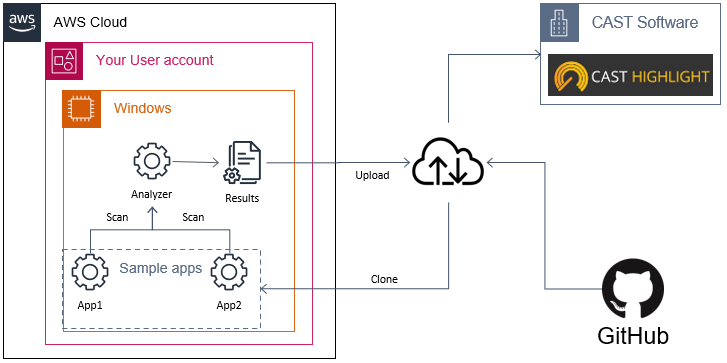 aws
AWS Cloud
Your User account
Windows
Analyzer
Results
Scan
Scan
Sample apps
App1
App2
Upload
Clone
CAST Software
CAST HIGHLIGHT
GitHub